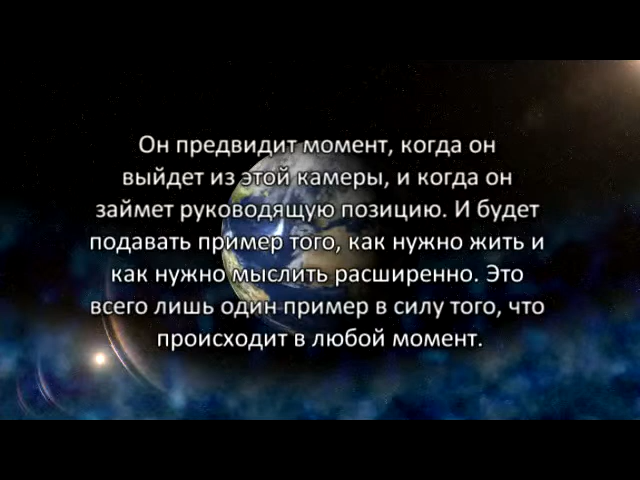 Он предвидит момент, когда он
выйдет из этой камеры, и когда он
займет руководящую позицию. И будет
подавать пример того, как нужно жить и
как нужно мыслить расширенно. Это
всего лишь один пример в силу того, что
происходит в любой момент.